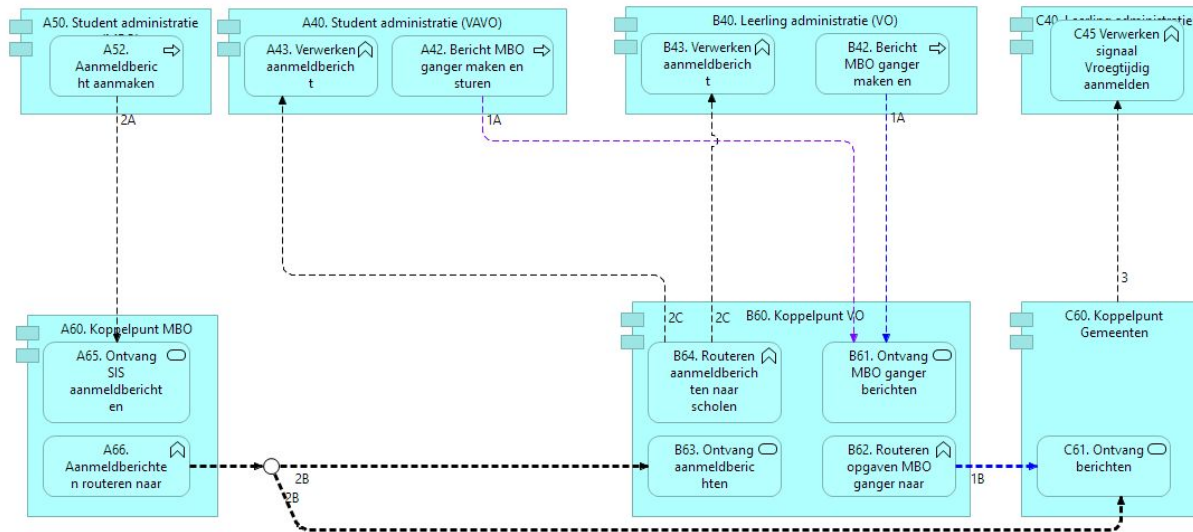 A50. Student administratie
A52.
Aanmeldberic
ht aanmaken
A40. Student administratie (VAVO)
A43. Verwerken
aanmeldberich
t
A42. Bericht MBO
ganger maken en
sturen
B40. Leerling administratie (VO)
B43. Verwerken
aanmeldberich
t
B42. Bericht
MBO ganger
maken en
C40. Leerling administratie
C45 Verwerken
signaal
Vroegtijdig
aanmelden
2A
1A
1A
3
A60. Koppelpunt MBO
A65. Ontvang
SIS
aanmeldbericht
en
A66.
Aanmeldberichte
n routeren naar
2B
2B
2C
2C
B60. Koppelpunt VO
B64. Routeren
aanmeldberich
ten naar
scholen
B61. Ontvang
MBO ganger
berichten
B63. Ontvang
aanmeldberic
hten
B62. Routeren
opgaven MBO
ganger naar
1B
C60. Koppelpunt
Gemeenten
C61. Ontvang
berichten